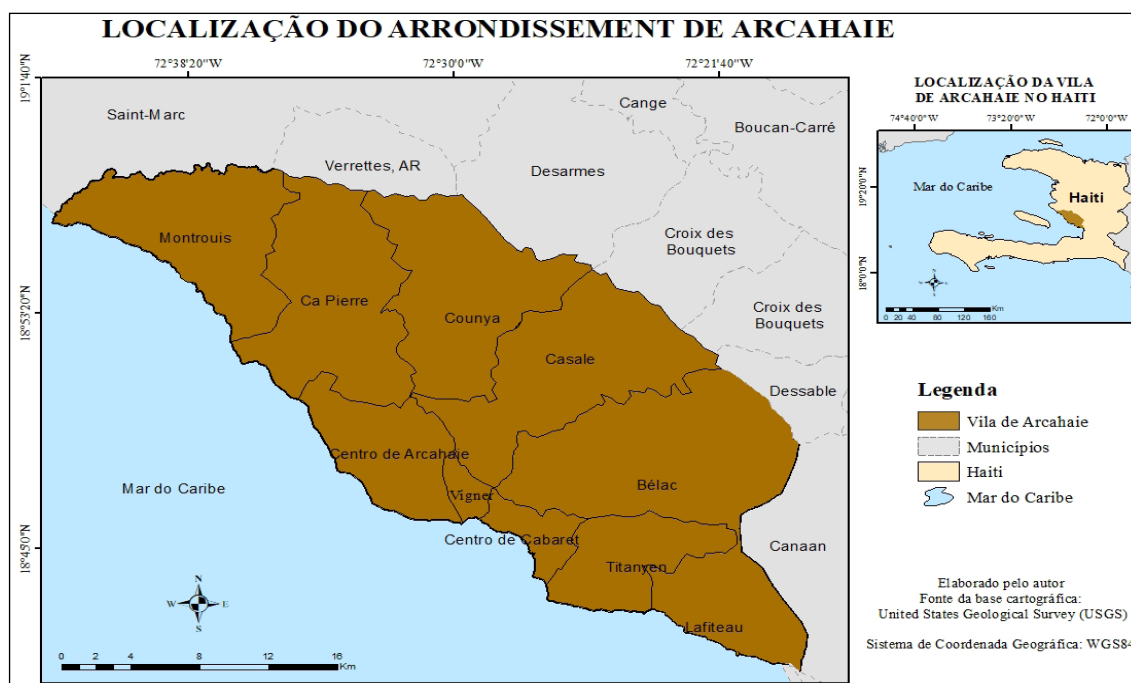 LOCALIZAÇÃO DO ARRONDISSEMENT DE ARCAHAIE
72°38'20"W
72°30'0"W
72°21'40"W
19°1'40"N
18°53'20"N
18°45'0"N
Saint-Marc
Verrettes, AR
Cange
Boucan-Carré
Desarmes
Croix des
Bouquets
Croix des
Bouquets
Dessable
Canaan
Montrouis
Ca Pierre
Counya
Casale
Centro de Arcahaie
Vigner
Bélac
Centro de Cabaret
Titanyen
Lafiteau
Mar do Caribe
N
W
E
S
0 1 2 4 8 12 16
Km
LOCALIZAÇÃO DA VILA
DE ARCAHAIE NO HAITI
74°40'0"W
73°20'0"W
72°0'0"W
19°20'0"N
18°0'0"N
Mar do Caribe
Haiti
0 20 40 80 120 160
Km
Legenda
Vila de Arcahaie
Municípios
Haiti
Mar do Caribe
Elaborado pelo autor
Fonte da base cartográfica:
United States Geological Survey (USGS)
Sistema de Coordenada Geográfica: WGS84